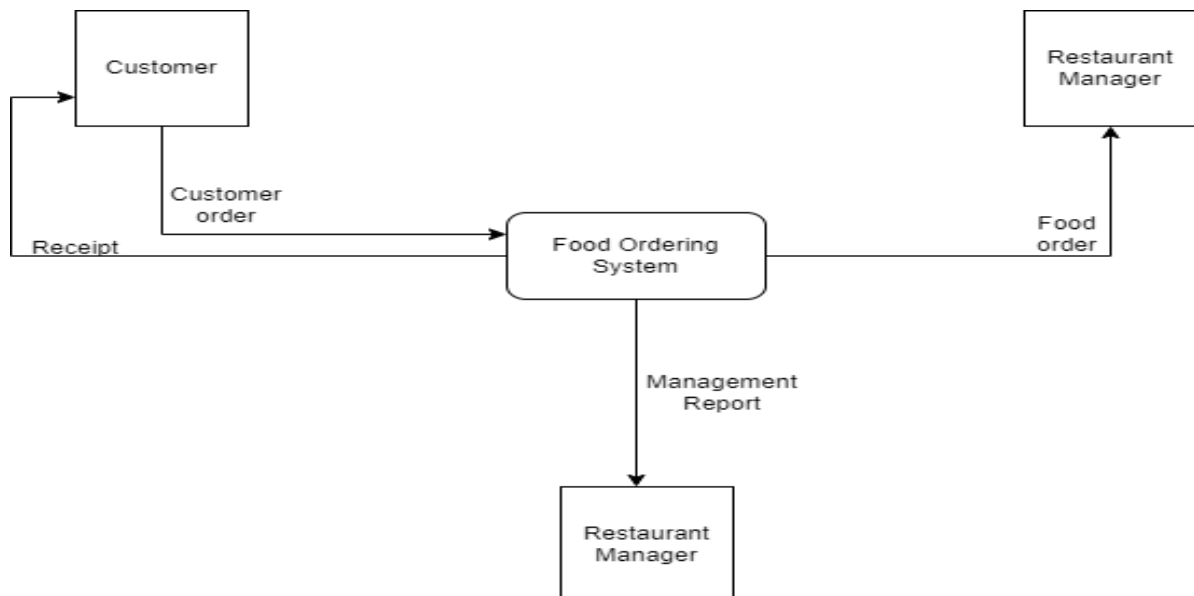 Customer
Restaurant
Manager
Customer
order
Receipt
Food Ordering
System
Food
order
Management
Report
Restaurant
Manager